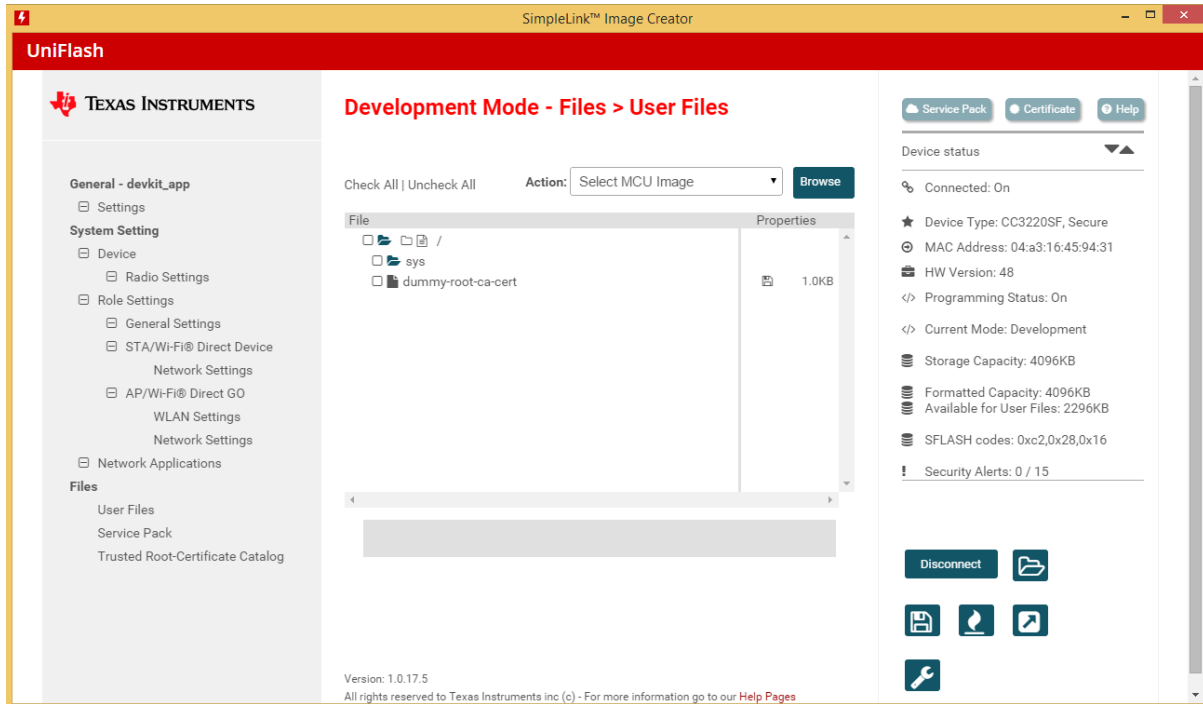 SimpleLink™ Image Creator
UniFlash
TEXAS INSTRUMENTS
General - devkit_app
Settings
System Setting
Device
Radio Settings
Role Settings
General Settings
STA/Wi-Fi® Direct Device
Network Settings
AP/Wi-Fi® Direct GO
WLAN Settings
Network Settings
Network Applications
Files
User Files
Service Pack
Trusted Root-Certificate Catalog
Development Mode - Files > User Files
Check All | Uncheck All Action: Select MCU Image Browse
File Properties
/
sys
dummy-root-ca-cert 1.0KB
Version: 1.0.17.5
All rights reserved to Texas Instruments inc (c) - For more information go to our Help Pages
Service Pack Certificate Help
Device status
Connected: On
Device Type: CC3220SF, Secure
MAC Address: 04:a3:16:45:94:31
HW Version: 48
</> Programming Status: On
</> Current Mode: Development
Storage Capacity: 4096KB
Formatted Capacity: 4096KB
Available for User Files: 2296KB
SFLASH codes: 0xc2,0x28,0x16
! Security Alerts: 0 / 15
Disconnect